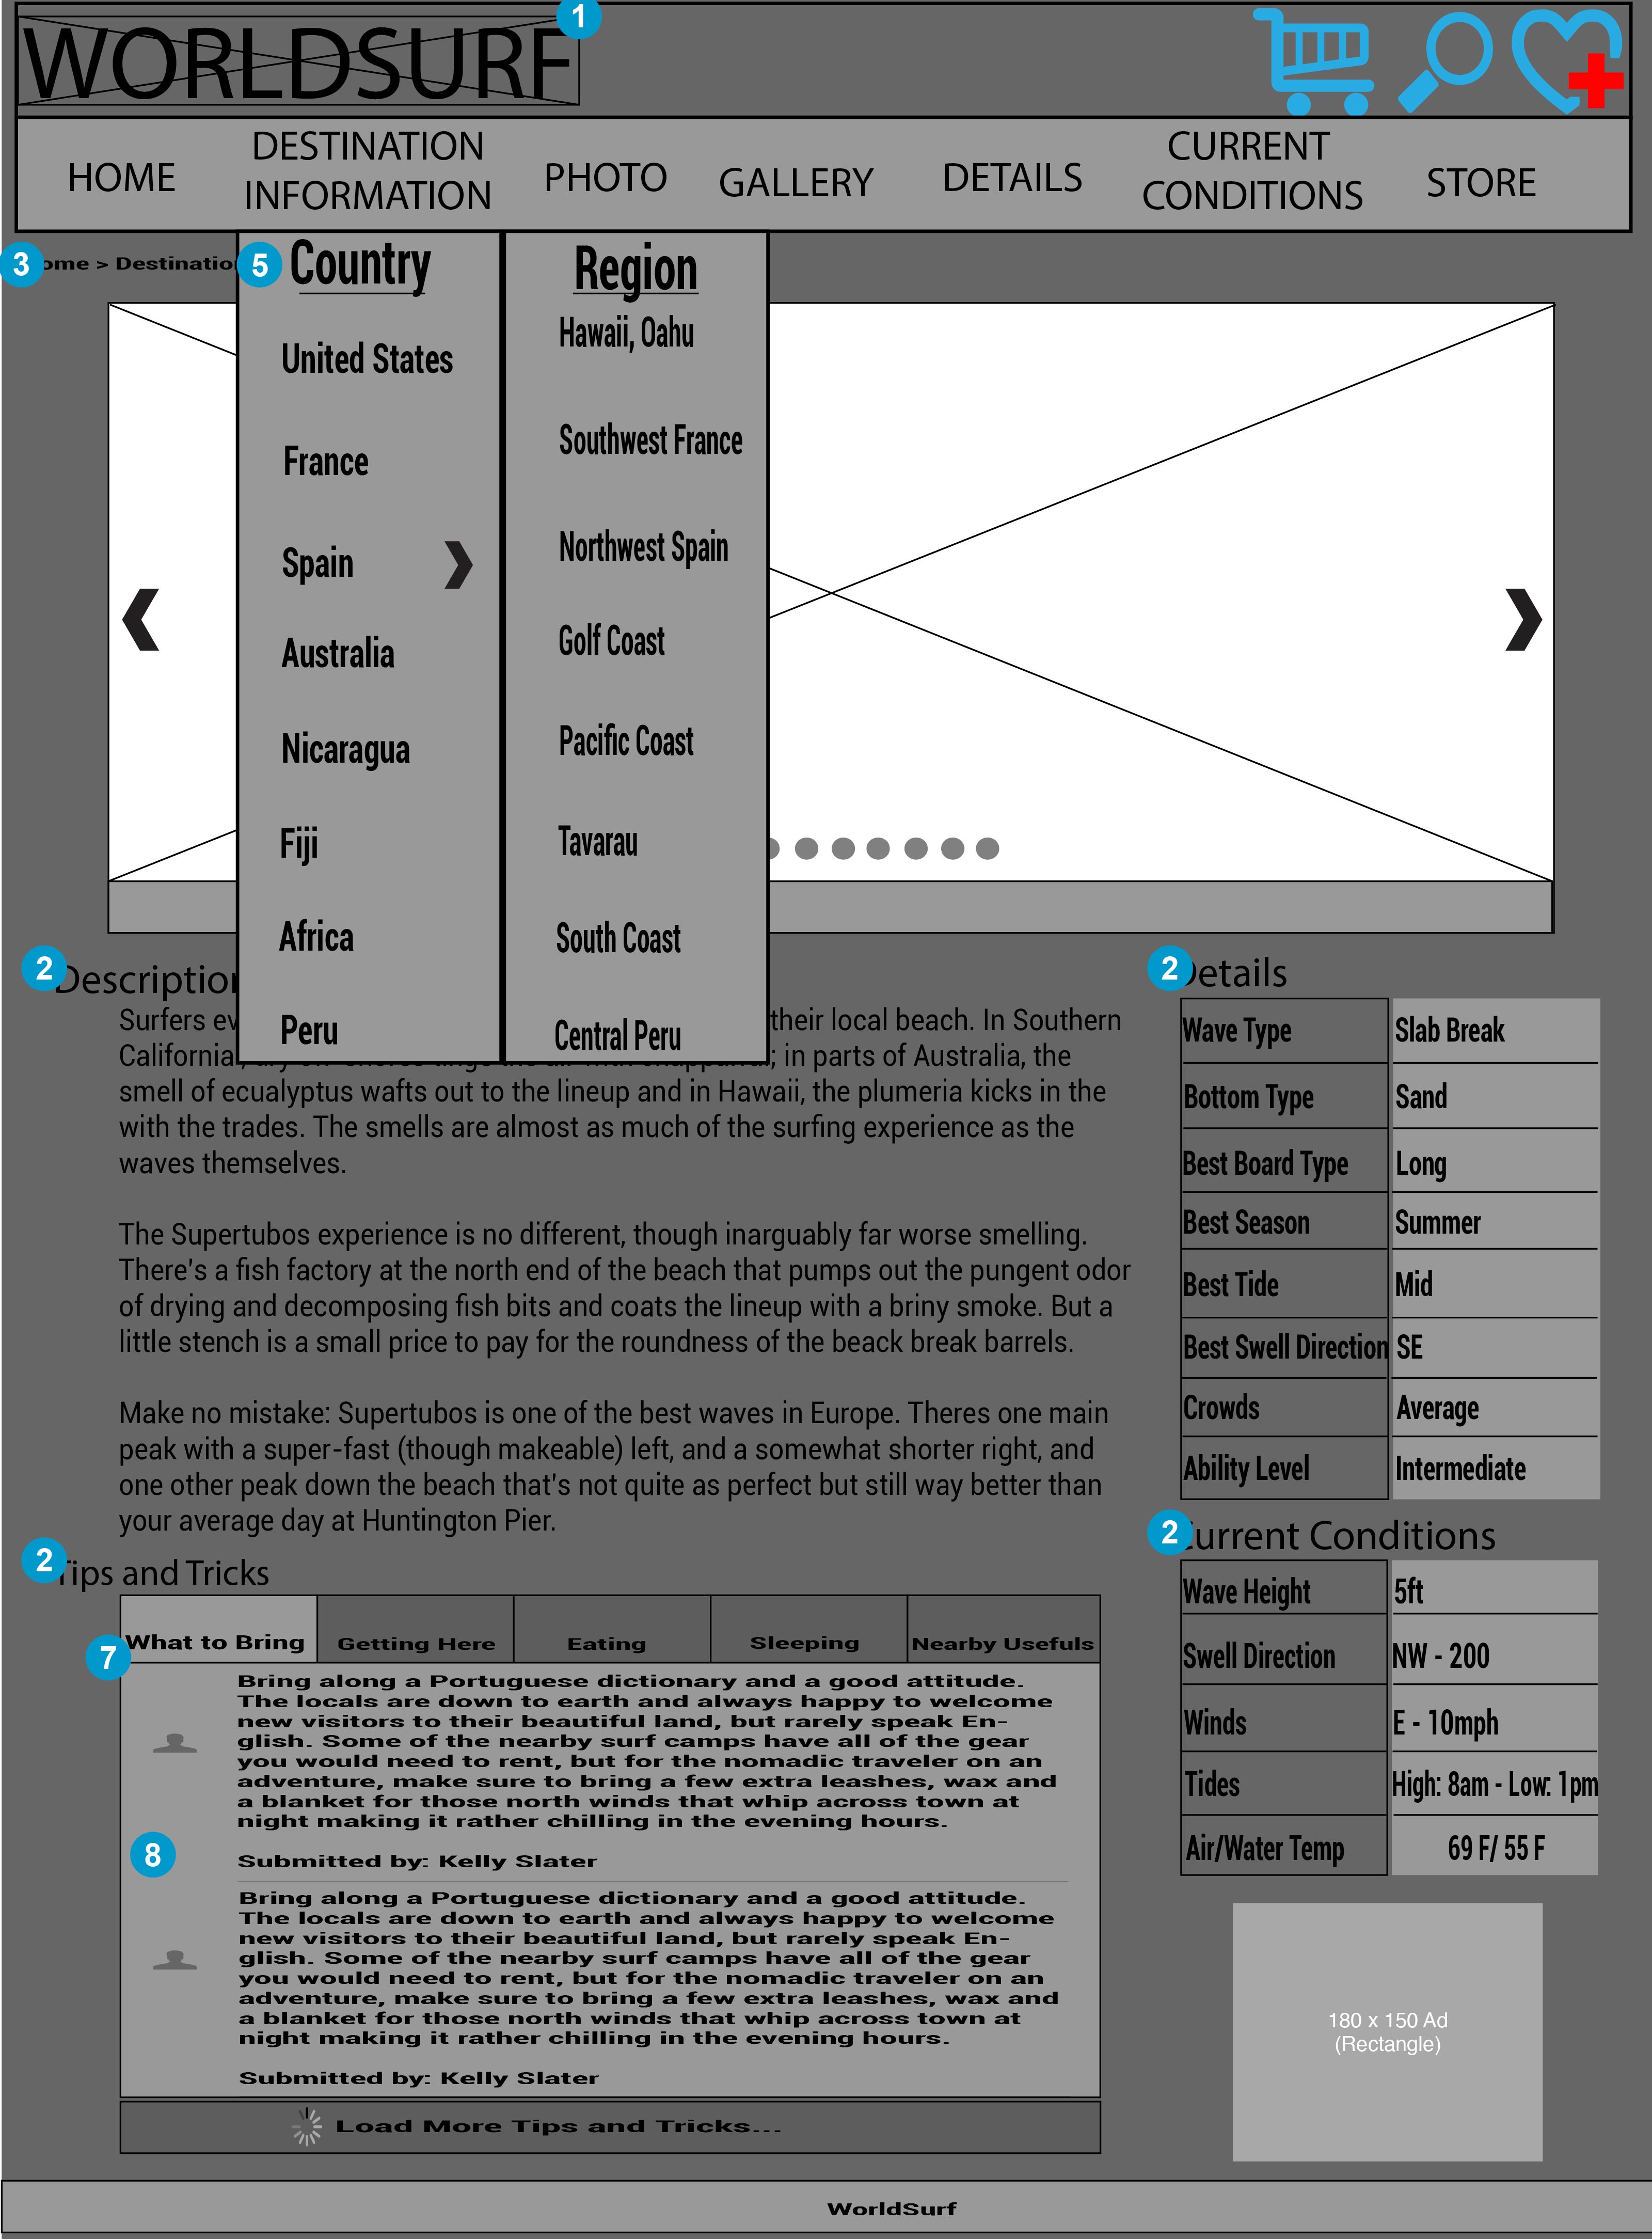 WORLDSURF
1
HOME
DESTINATION
INFORMATION
PHOTO
GALLERY
DETAILS
CURRENT
CONDITIONS
STORE
3
ome > Destinatio
5
Country
United States
France
Spain
Australia
Nicaragua
Fiji
Africa
Peru
Region
Hawaii, Oahu
Southwest France
Northwest Spain
Golf Coast
Pacific Coast
Tavarau
South Coast
Central Peru
2
Description
Surfers ev their local beach. In Southern
California, ; in parts of Australia, the
smell of ecualyptus wafts out to the lineup and in Hawaii, the plumeria kicks in the
with the trades. The smells are almost as much of the surfing experience as the
waves themselves.
The Supertubos experience is no different, though inarguably far worse smelling.
There's a fish factory at the north end of the beach that pumps out the pungent odor
of drying and decomposing fish bits and coats the lineup with a briny smoke. But a
little stench is a small price to pay for the roundness of the beack break barrels.
Make no mistake: Supertubos is one of the best waves in Europe. Theres one main
peak with a super-fast (though makeable) left, and a somewhat shorter right, and
one other peak down the beach that's not quite as perfect but still way better than
your average day at Huntington Pier.
2
Details
Wave Type Slab Break
Bottom Type Sand
Best Board Type Long
Best Season Summer
Best Tide Mid
Best Swell Direction SE
Crowds Average
Ability Level Intermediate
2
urrent Conditions
Wave Height 5ft
Swell Direction NW - 200
Winds E - 10mph
Tides High: 8am - Low: 1pm
Air/Water Temp 69 F/ 55 F
2
Tips and Tricks
7
What to Bring
Getting Here
Eating
Sleeping
Nearby Usefuls
Bring along a Portuguese dictionary and a good attitude.
The locals are down to earth and always happy to welcome
new visitors to their beautiful land, but rarely speak En-
glish. Some of the nearby surf camps have all of the gear
you would need to rent, but for the nomadic traveler on an
adventure, make sure to bring a few extra leashes, wax and
a blanket for those north winds that whip across town at
night making it rather chilling in the evening hours.
8
Submitted by: Kelly Slater
Bring along a Portuguese dictionary and a good attitude.
The locals are down to earth and always happy to welcome
new visitors to their beautiful land, but rarely speak En-
glish. Some of the nearby surf camps have all of the gear
you would need to rent, but for the nomadic traveler on an
adventure, make sure to bring a few extra leashes, wax and
a blanket for those north winds that whip across town at
night making it rather chilling in the evening hours.
Submitted by: Kelly Slater
Load More Tips and Tricks...
180 x 150 Ad
(Rectangle)
WorldSurf